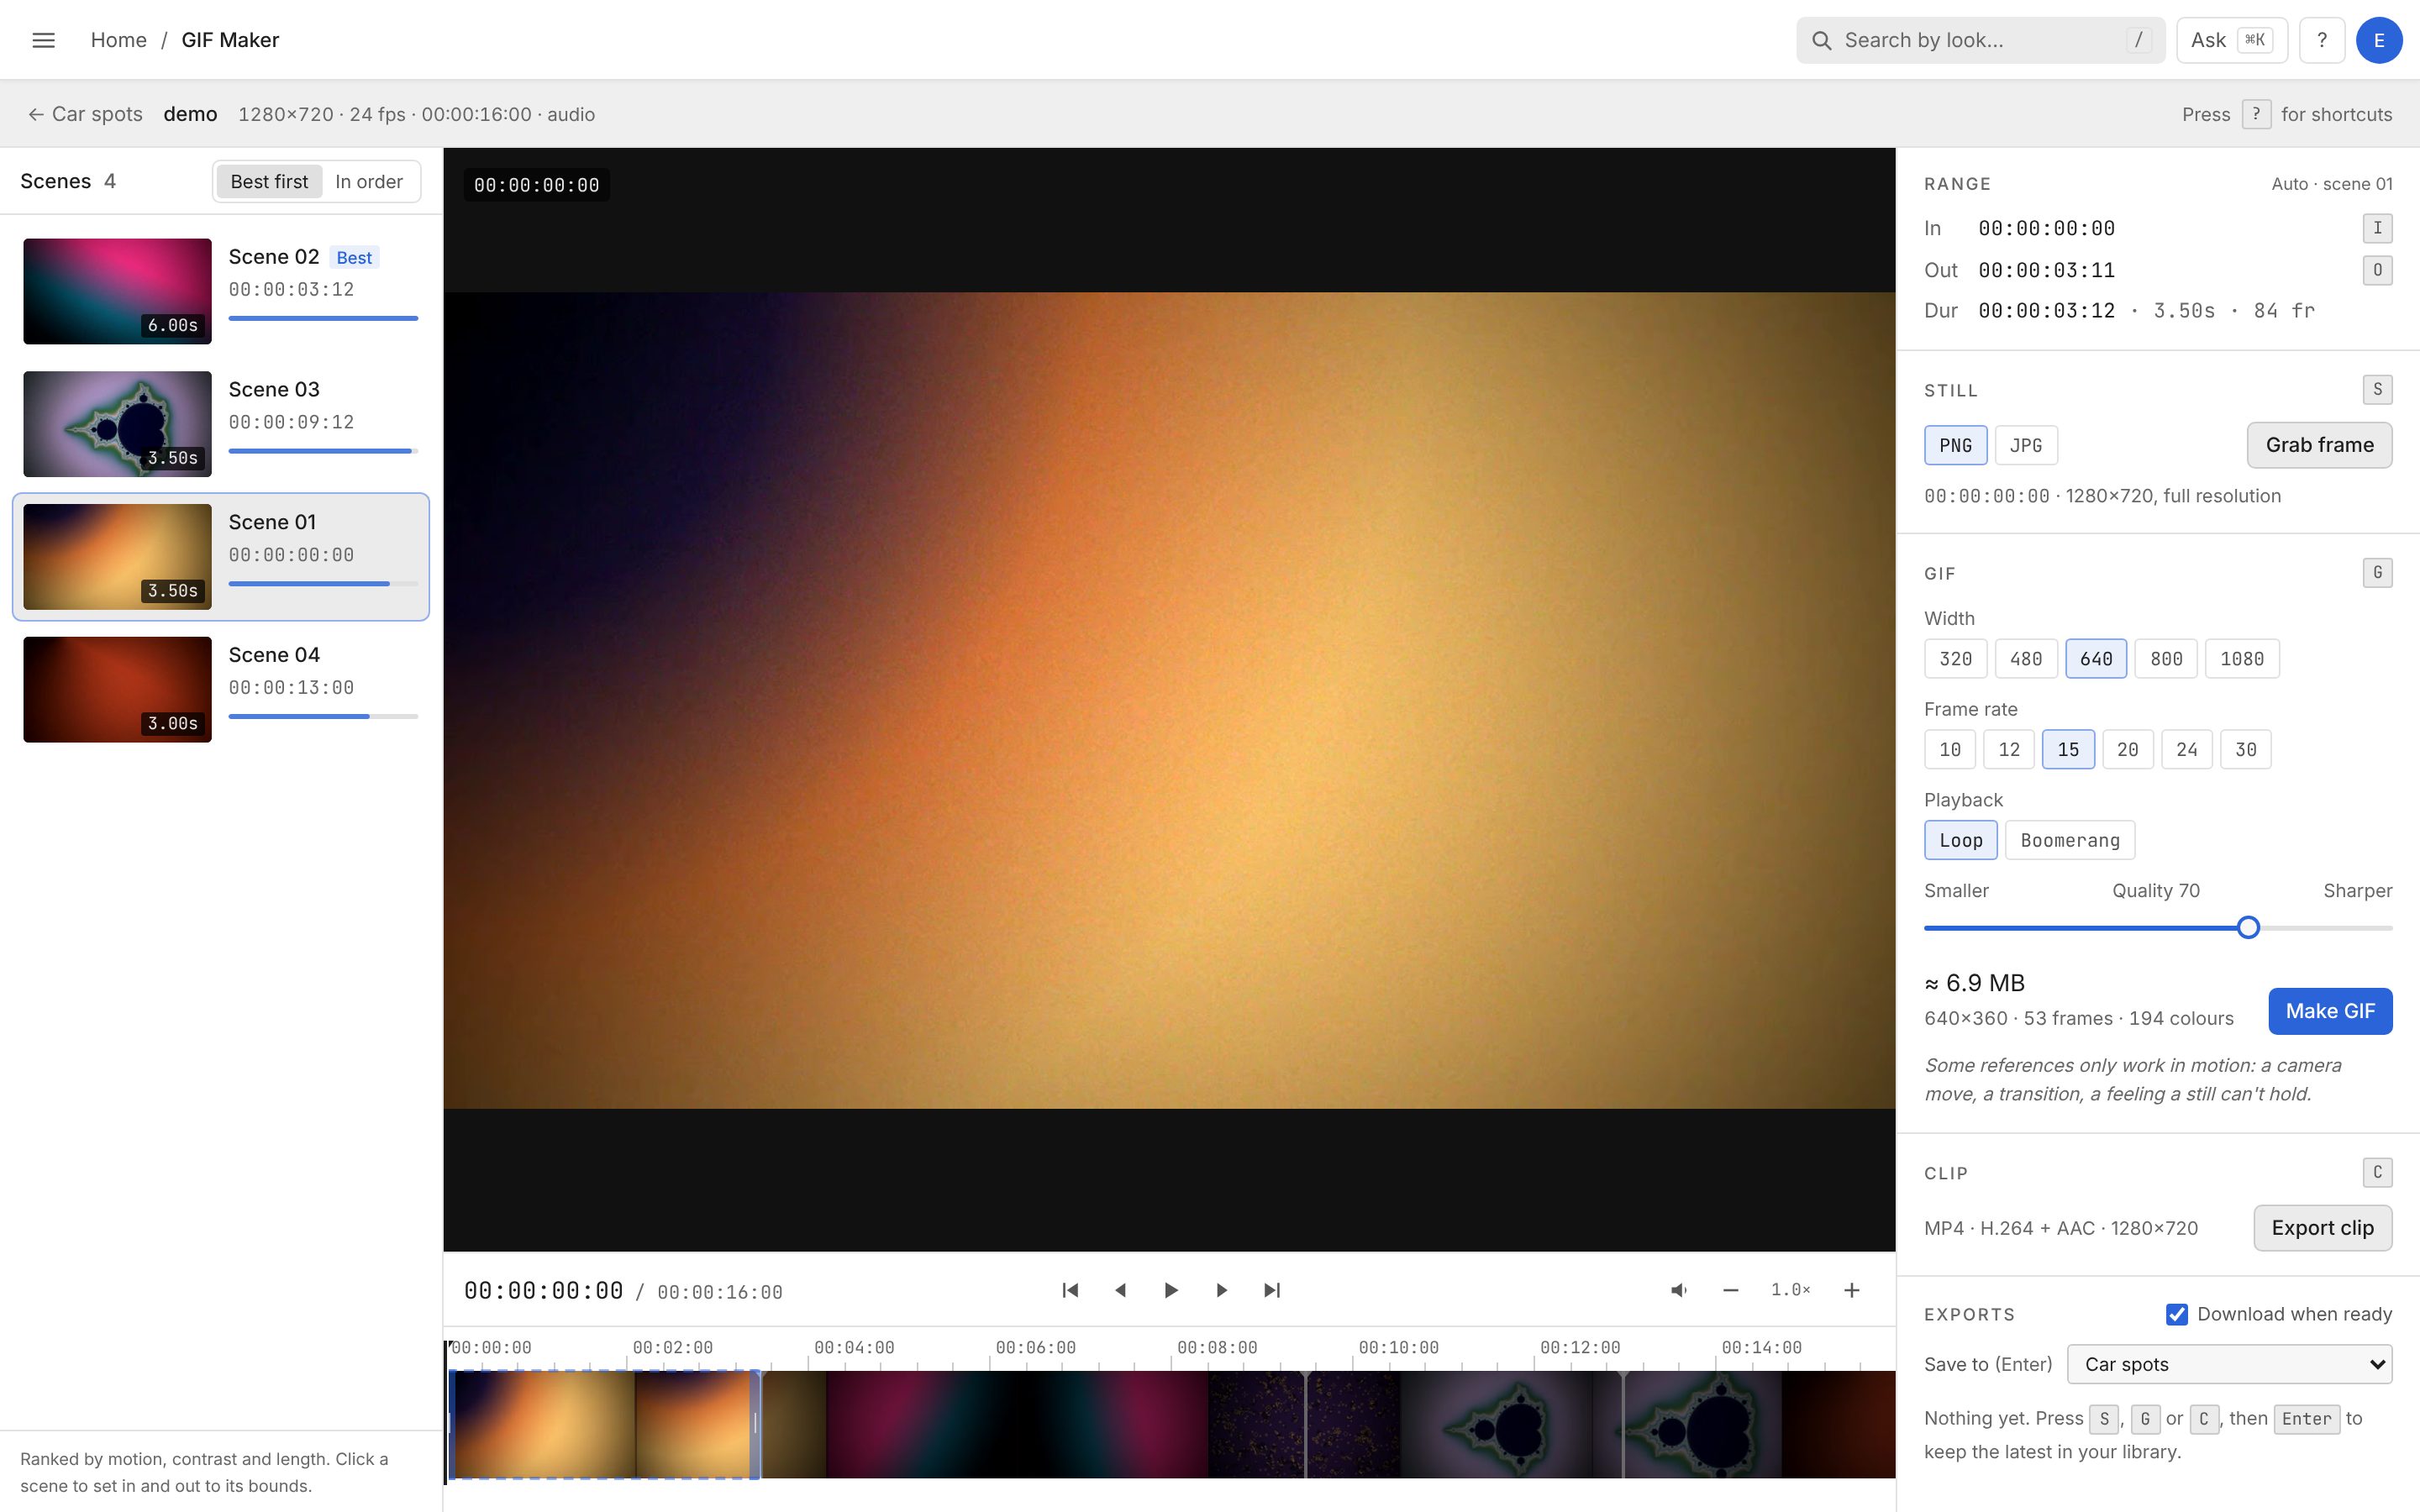 Home / GIF Maker
Search by look... /
Ask ⌘K
?
E
← Car spots demo 1280×720 · 24 fps · 00:00:16:00 · audio
Press ? for shortcuts
Scenes 4
Best first In order
Scene 02 Best
00:00:03:12
6.00s
Scene 03
00:00:09:12
3.50s
Scene 01
00:00:00:00
3.50s
Scene 04
00:00:13:00
3.00s
Ranked by motion, contrast and length. Click a
scene to set in and out to its bounds.
00:00:00:00
00:00:00:00 / 00:00:16:00
1.0×
00:00:00 00:02:00 00:04:00 00:06:00 00:08:00 00:10:00 00:12:00 00:14:00
RANGE Auto · scene 01
In 00:00:00:00 I
Out 00:00:03:11 O
Dur 00:00:03:12 · 3.50s · 84 fr
STILL S
PNG JPG Grab frame
00:00:00:00 · 1280×720, full resolution
GIF G
Width
320 480 640 800 1080
Frame rate
10 12 15 20 24 30
Playback
Loop Boomerang
Smaller Quality 70 Sharper
≈ 6.9 MB
640×360 · 53 frames · 194 colours
Make GIF
Some references only work in motion: a camera
move, a transition, a feeling a still can't hold.
CLIP C
MP4 · H.264 + AAC · 1280×720 Export clip
EXPORTS Download when ready
Save to (Enter) Car spots
Nothing yet. Press S, G or C, then Enter to
keep the latest in your library.